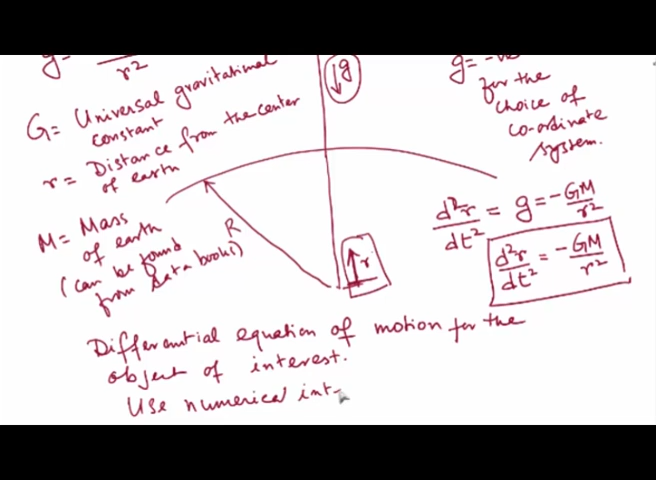 g = / r²
↓ g
g = -ve
for the
choice of
co-ordinate
system.
G = Universal gravitational
constant
r = Distance from the center
of earth
M = Mass
of earth
(can be found
from data books)
R
↑ r
d²r/dt² = g = -GM/r²
d²r/dt² = -GM/r²
Differential equation of motion for the
object of interest.
Use numerical int